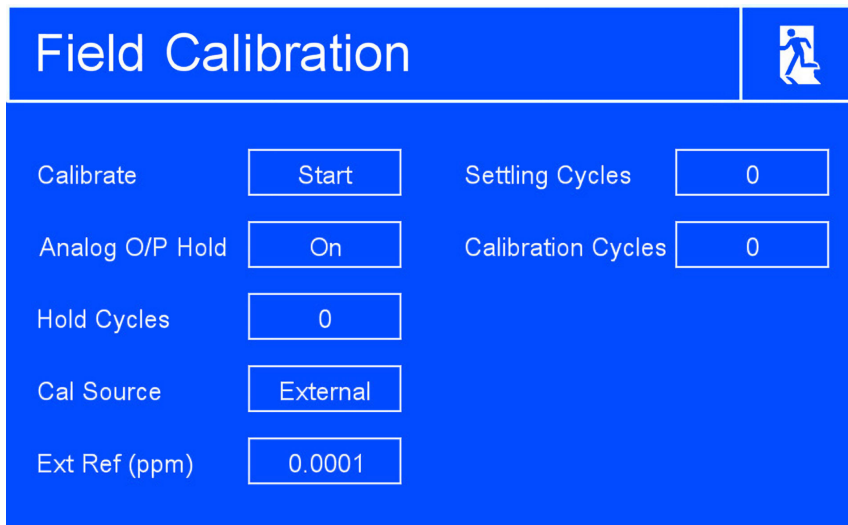 Field Calibration
Calibrate Start Settling Cycles 0
Analog O/P Hold On Calibration Cycles 0
Hold Cycles 0
Cal Source External
Ext Ref (ppm) 0.0001